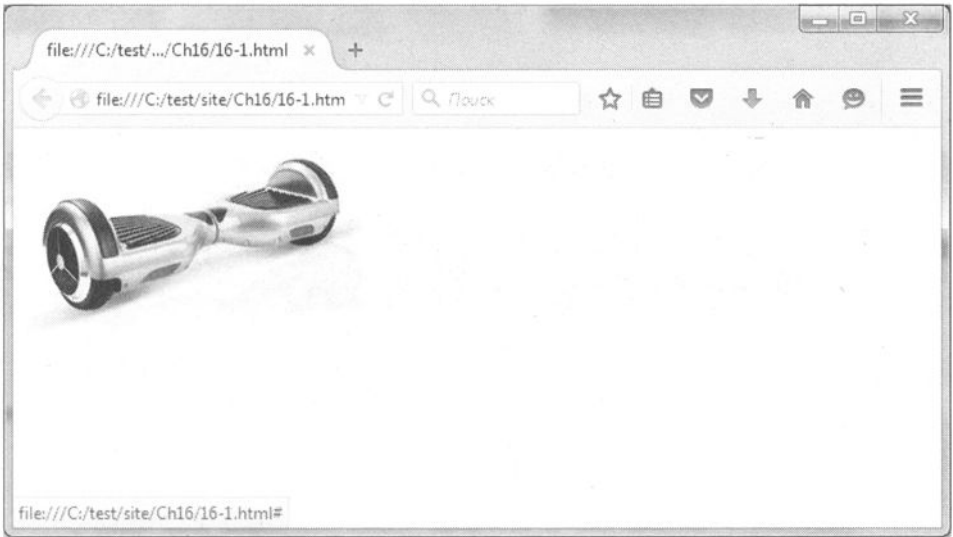 file:///C:/test/.../Ch16/16-1.html
file:///C:/test/site/Ch16/16-1.htm
Поиск
file:///C:/test/site/Ch16/16-1.html#